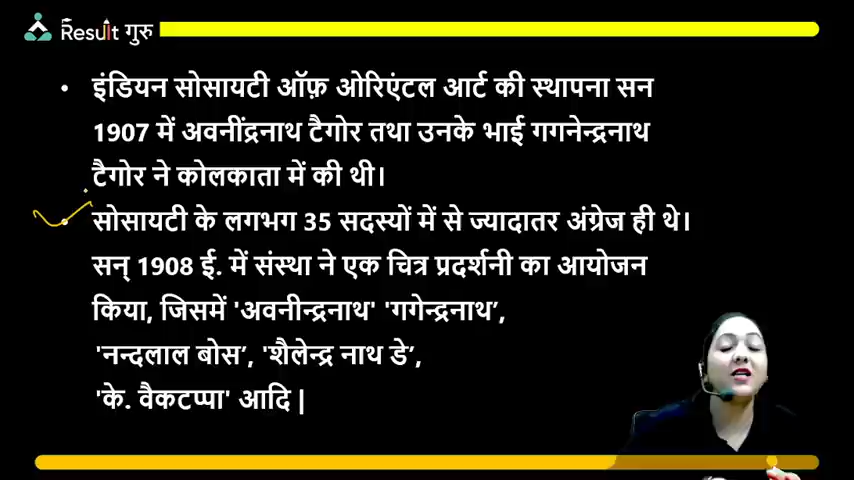 Result गुरु
• इंडियन सोसायटी ऑफ़ ओरिएंटल आर्ट की स्थापना सन
1907 में अवनींद्रनाथ टैगोर तथा उनके भाई गगनेन्द्रनाथ
टैगोर ने कोलकाता में की थी।
• सोसायटी के लगभग 35 सदस्यों में से ज्यादातर अंग्रेज ही थे।
सन् 1908 ई. में संस्था ने एक चित्र प्रदर्शनी का आयोजन
किया, जिसमें 'अवनीन्द्रनाथ' 'गगेन्द्रनाथ’,
'नन्दलाल बोस’, 'शैलेन्द्र नाथ डे’,
'के. वैकटप्पा' आदि |